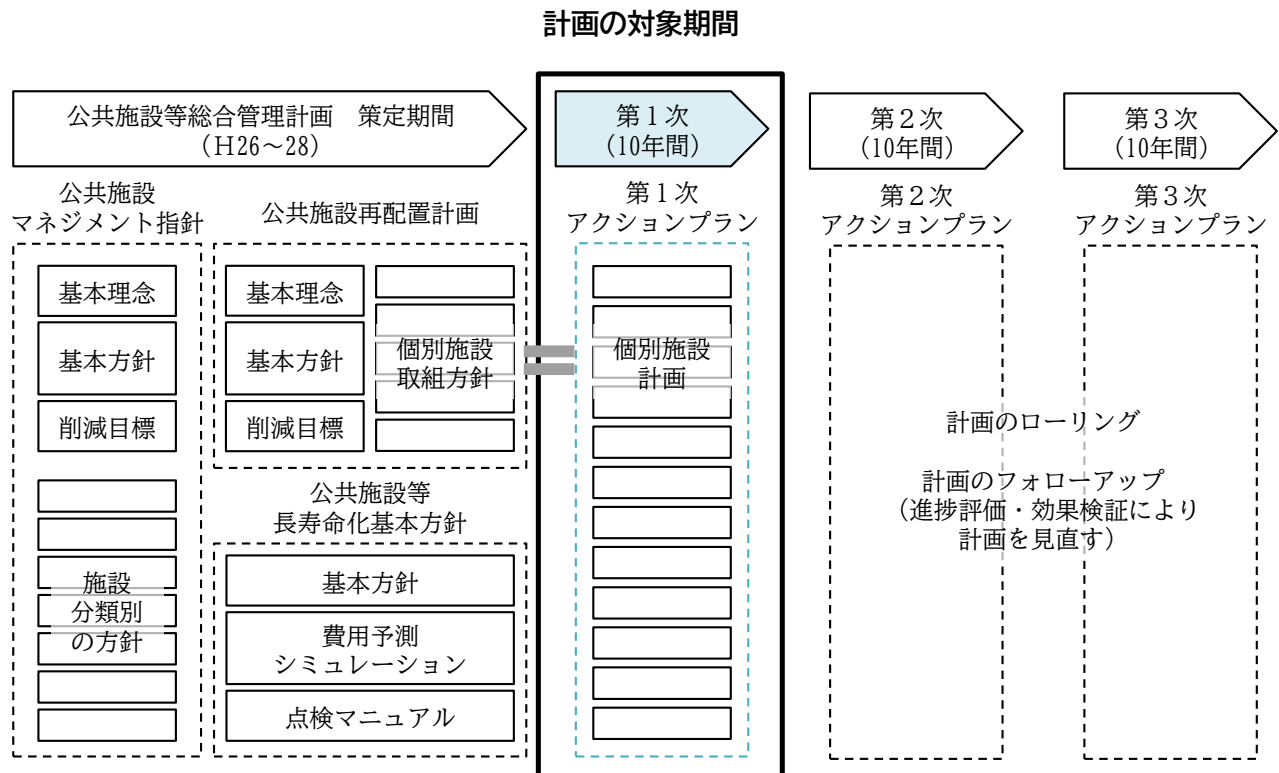 計画の対象期間
公共施設等総合管理計画　策定期間
（H26～28）
第１次
（10年間）
第２次
（10年間）
第３次
（10年間）
公共施設
マネジメント指針
基本理念
基本方針
削減目標
施設
分類別
の方針
公共施設再配置計画
基本理念
基本方針
削減目標
個別施設
取組方針
公共施設等
長寿命化基本方針
基本方針
費用予測
シミュレーション
点検マニュアル
第１次
アクションプラン
個別施設
計画
第２次
アクションプラン
第３次
アクションプラン
計画のローリング
計画のフォローアップ
（進捗評価・効果検証により
計画を見直す）